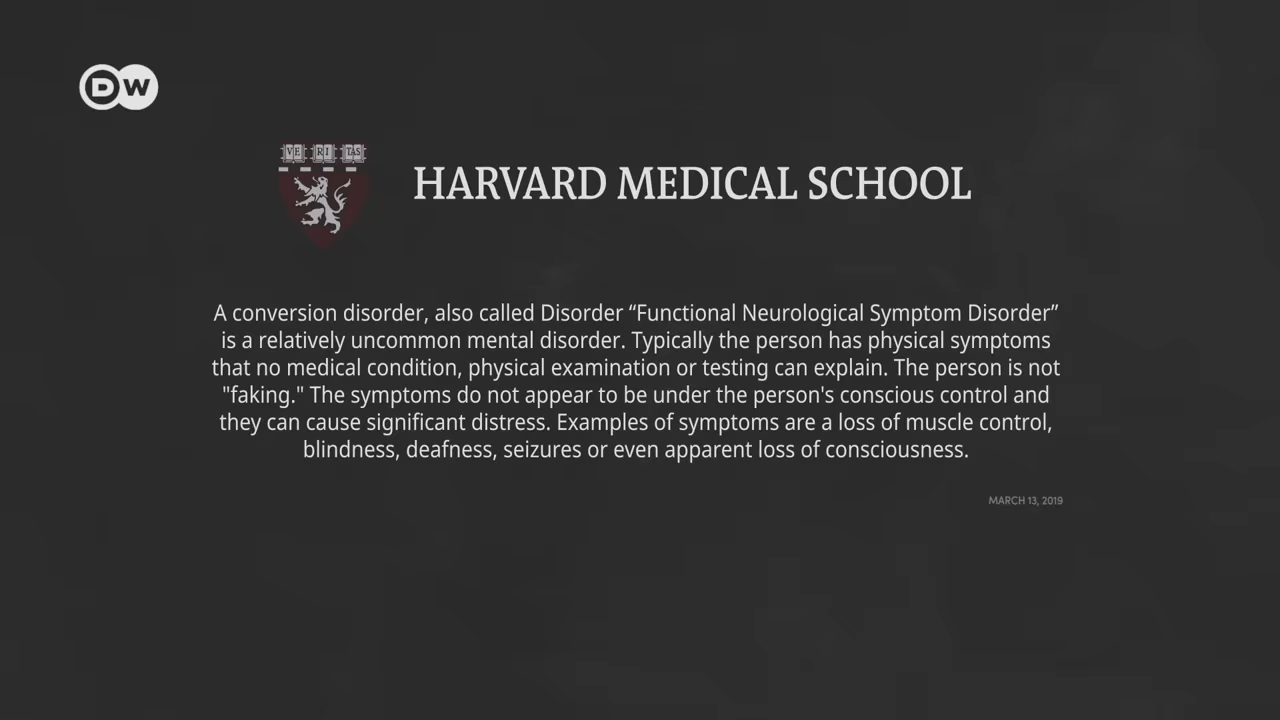 DW
VE RI TAS
HARVARD MEDICAL SCHOOL
A conversion disorder, also called Disorder “Functional Neurological Symptom Disorder”
is a relatively uncommon mental disorder. Typically the person has physical symptoms
that no medical condition, physical examination or testing can explain. The person is not
"faking." The symptoms do not appear to be under the person's conscious control and
they can cause significant distress. Examples of symptoms are a loss of muscle control,
blindness, deafness, seizures or even apparent loss of consciousness.
MARCH 13, 2019